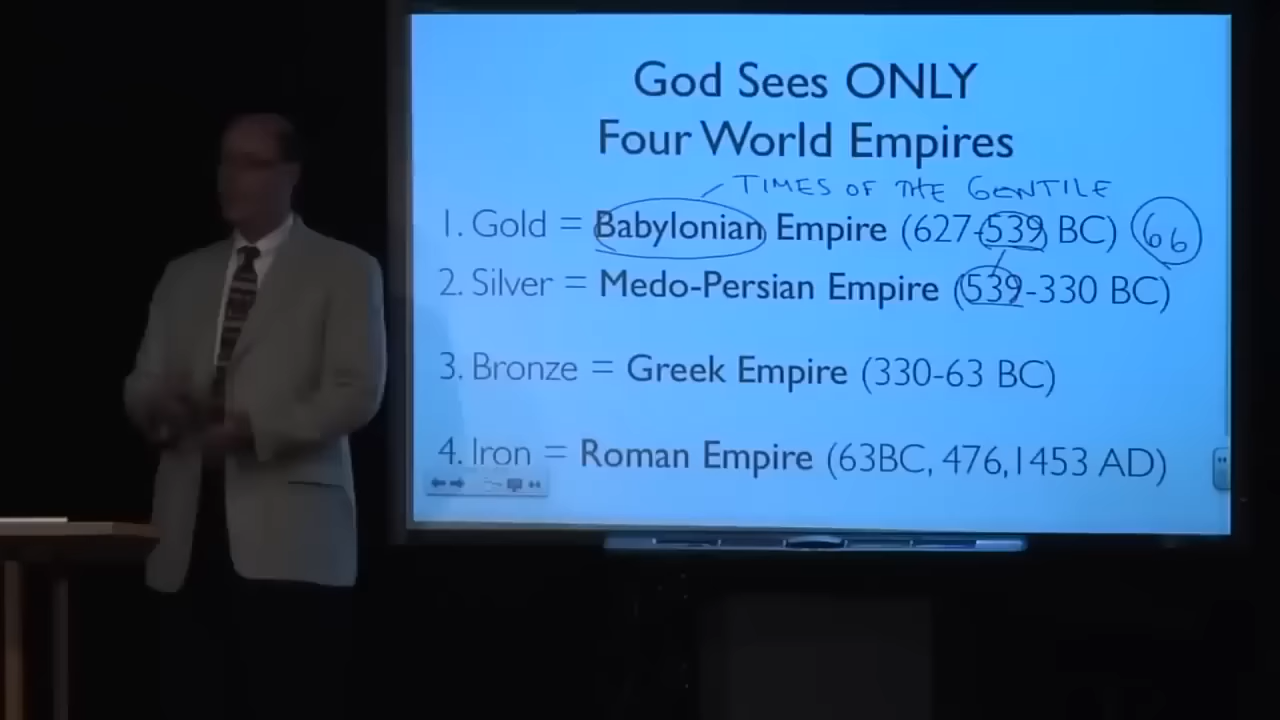 God Sees ONLY
Four World Empires
TIMES OF THE GENTILE
1. Gold = Babylonian Empire (627-539 BC) 66
2. Silver = Medo-Persian Empire (539-330 BC)
3. Bronze = Greek Empire (330-63 BC)
4. Iron = Roman Empire (63BC, 476,1453 AD)